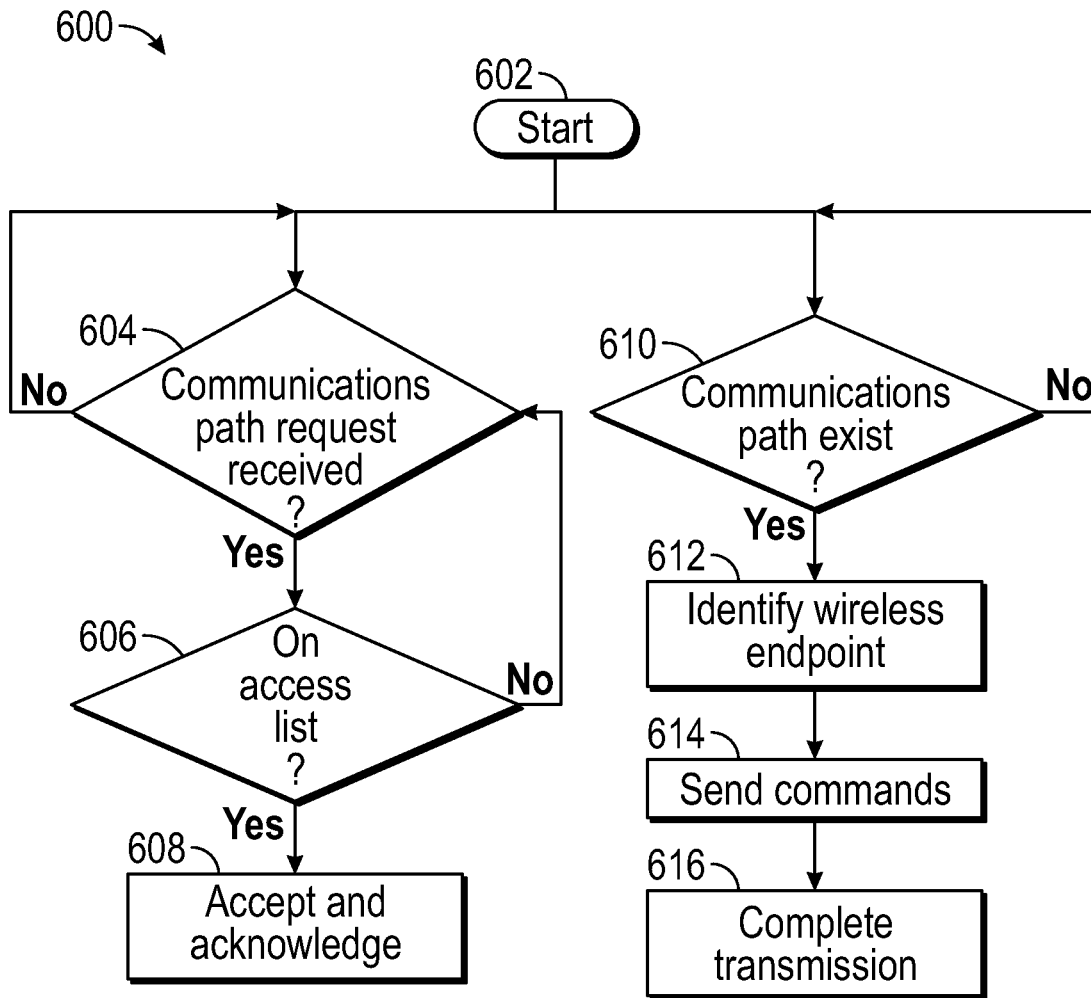 600
602
Start
604
Communications
path request
received
?
No
Yes
606
On
access
list
?
No
Yes
608
Accept and
acknowledge
610
Communications
path exist
?
No
Yes
612
Identify wireless
endpoint
614
Send commands
616
Complete
transmission